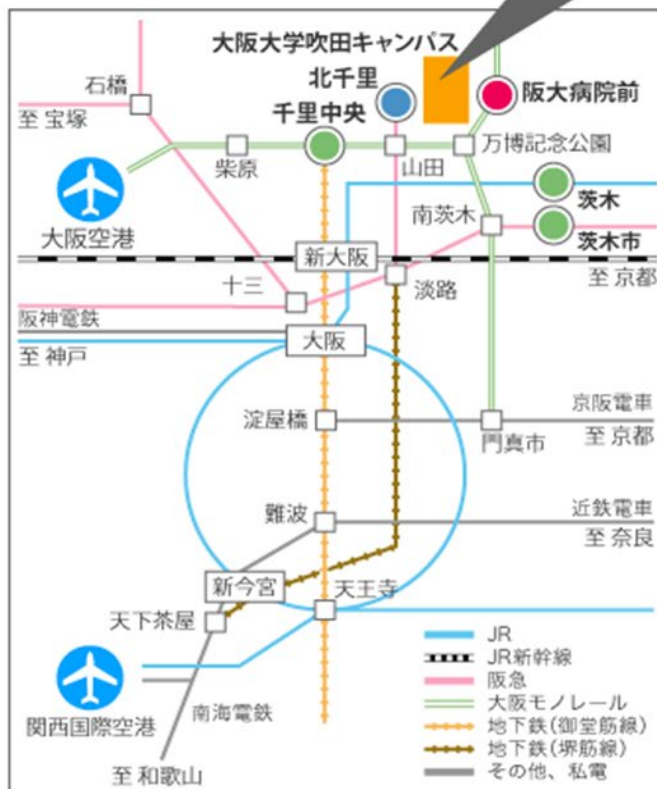 大阪大学吹田キャンパス
石橋
北千里
阪大病院前
至 宝塚
千里中央
万博記念公園
柴原
山田
茨木
南茨木
大阪空港
茨木市
新大阪
至 京都
十三
淡路
阪神電鉄
大阪
至 神戸
京阪電車
淀屋橋
至 京都
門真市
近鉄電車
難波
至 奈良
新今宮
天王寺
天下茶屋
JR
JR新幹線
阪急
大阪モノレール
南海電鉄
地下鉄(御堂筋線)
関西国際空港
地下鉄(堺筋線)
至 和歌山
その他、私電